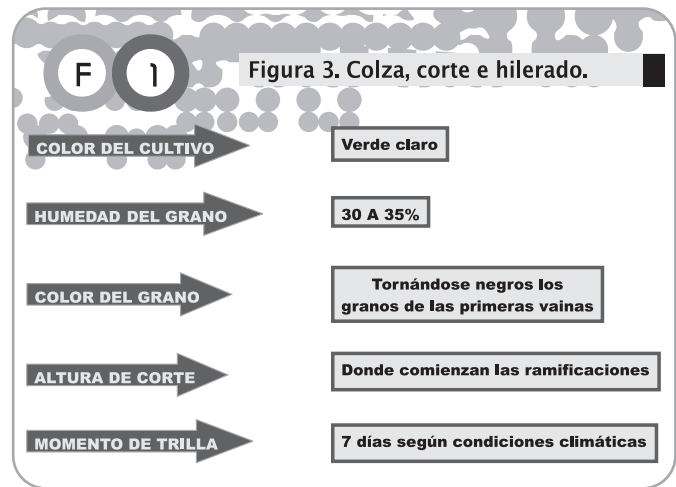 F 1
Figura 3. Colza, corte e hilerado.
COLOR DEL CULTIVO
Verde claro
HUMEDAD DEL GRANO
30 A 35%
COLOR DEL GRANO
Tornándose negros los
granos de las primeras vainas
ALTURA DE CORTE
Donde comienzan las ramificaciones
MOMENTO DE TRILLA
7 días según condiciones climáticas